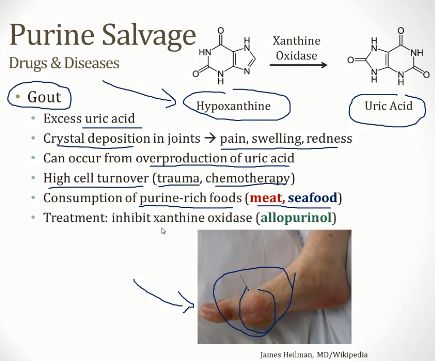 Purine Salvage
Drugs & Diseases
Xanthine
Oxidase
Hypoxanthine
Uric Acid
• Gout
• Excess uric acid
• Crystal deposition in joints → pain, swelling, redness
• Can occur from overproduction of uric acid
• High cell turnover (trauma, chemotherapy)
• Consumption of purine-rich foods (meat, seafood)
• Treatment: inhibit xanthine oxidase (allopurinol)
James Heilman, MD/Wikipedia